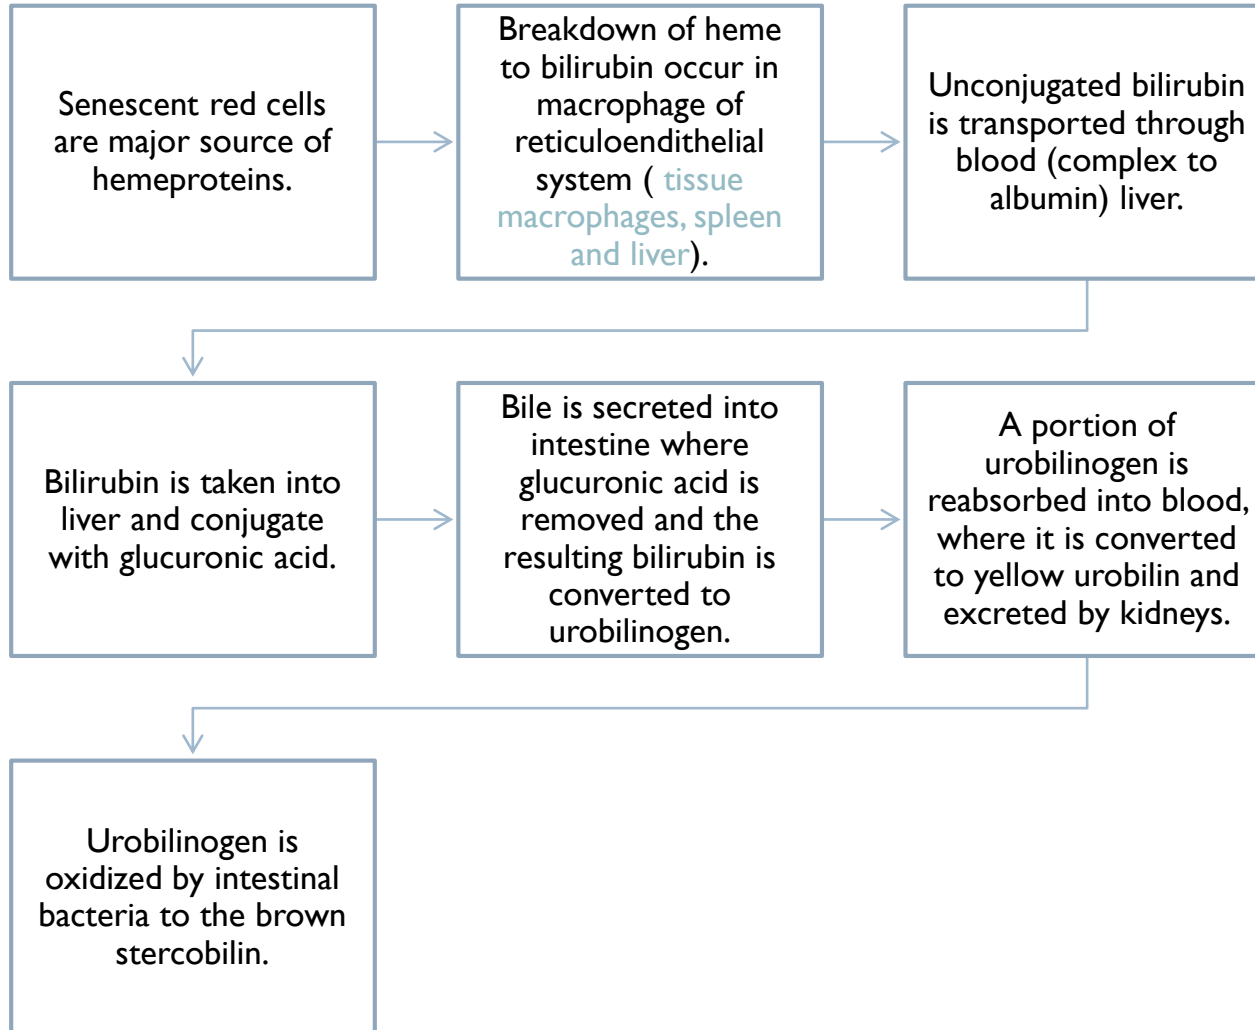 Senescent red cells
are major source of
hemeproteins.
Breakdown of heme
to bilirubin occur in
macrophage of
reticuloendithelial
system ( tissue
macrophages, spleen
and liver).
Unconjugated bilirubin
is transported through
blood (complex to
albumin) liver.
Bilirubin is taken into
liver and conjugate
with glucuronic acid.
Bile is secreted into
intestine where
glucuronic acid is
removed and the
resulting bilirubin is
converted to
urobilinogen.
A portion of
urobilinogen is
reabsorbed into blood,
where it is converted
to yellow urobilin and
excreted by kidneys.
Urobilinogen is
oxidized by intestinal
bacteria to the brown
stercobilin.